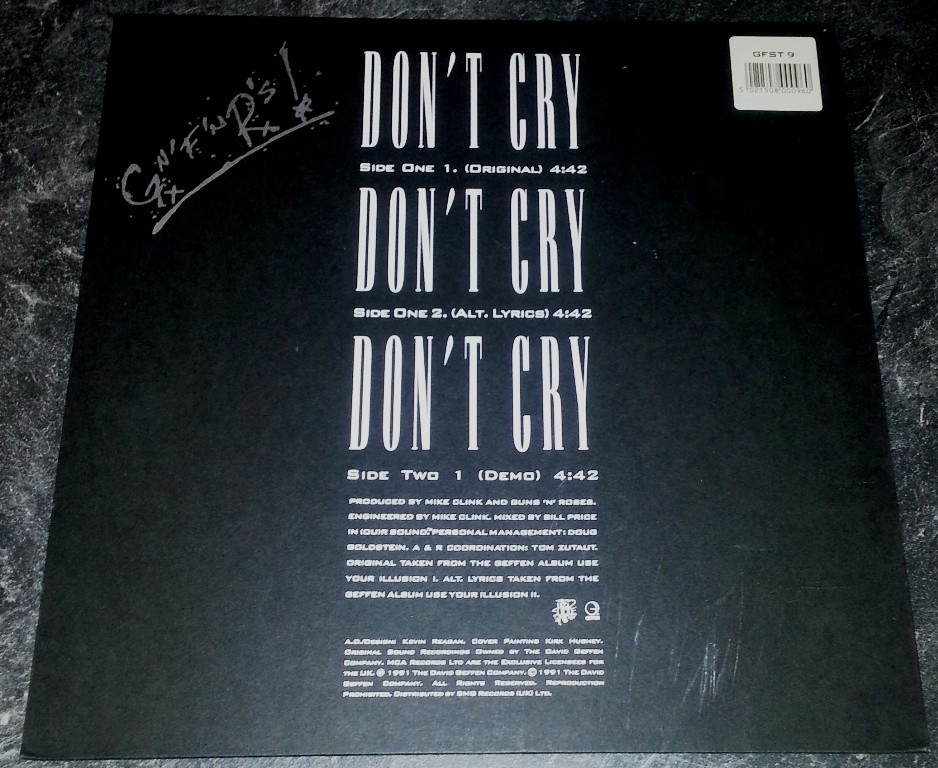 G'N'F'N R's!
DON'T CRY
SIDE ONE 1. (ORIGINAL) 4:42
DON'T CRY
SIDE ONE 2. (ALT. LYRICS) 4:42
DON'T CRY
SIDE TWO 1 (DEMO) 4:42
PRODUCED BY MIKE CLINK AND GUNS 'N' ROSES.
ENGINEERED BY MIKE CLINK. MIXED BY BILL PRICE
IN (OUR SOUND. PERSONAL MANAGEMENT: DOUG
GOLDSTEIN. A & R COORDINATION: TOM ZUTAUT.
ORIGINAL TAKEN FROM THE GEFFEN ALBUM USE
YOUR ILLUSION I. ALT. LYRICS TAKEN FROM THE
GEFFEN ALBUM USE YOUR ILLUSION II.
A.D./DESIGN: KEVIN REAGAN. COVER PAINTING KIRK HUGHEY.
ORIGINAL SOUND RECORDINGS OWNED BY THE DAVID GEFFEN
COMPANY. MCA RECORDS LTD ARE THE EXCLUSIVE LICENSEES FOR
THE UK. ℗ 1991 THE DAVID GEFFEN COMPANY. © 1991 THE DAVID
GEFFEN COMPANY. ALL RIGHTS RESERVED. REPRODUCTION
PROHIBITED. DISTRIBUTED BY BMG RECORDS (UK) LTD.
GFST 9
5 021508 000960